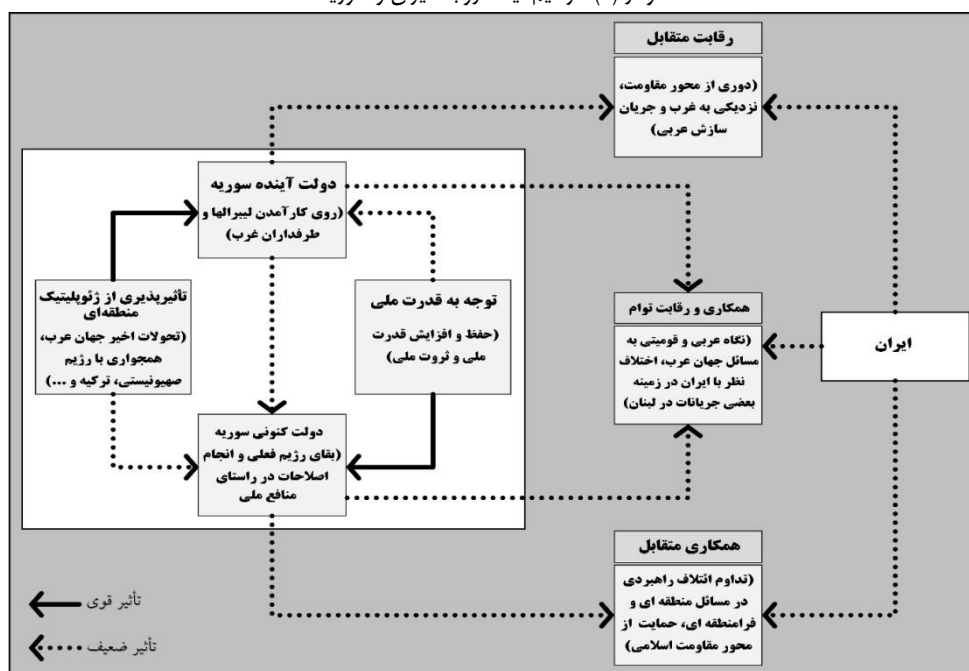 رقابت متقابل
(دوری از محور مقاومت،
نزدیکی به غرب و جریان
سازش عربی)
دولت آینده سوریه
(روی کارآمدن لیبرالها و
طرفداران غرب)
تأثیرپذیری از ژئوپلیتیک
منطقه‌ای
(تحولات اخیر جهان عرب،
همجواری با رژیم
صهیونیستی، ترکیه و ...)
توجه به قدرت ملی
(حفظ و افزایش قدرت
ملی و ثروت ملی)
همکاری و رقابت توام
(نگاه عربی و قومیتی به
مسائل جهان عرب، اختلاف
نظر با ایران در زمینه
بعضی جریانات در لبنان)
ایران
دولت کنونی سوریه
(بقای رژیم فعلی و انجام
اصلاحات در راستای
منافع ملی
همکاری متقابل
(تداوم ائتلاف راهبردی
در مسائل منطقه ای و
فرامنطقه ای، حمایت از
محور مقاومت اسلامی)
تأثیر قوی
تأثیر ضعیف